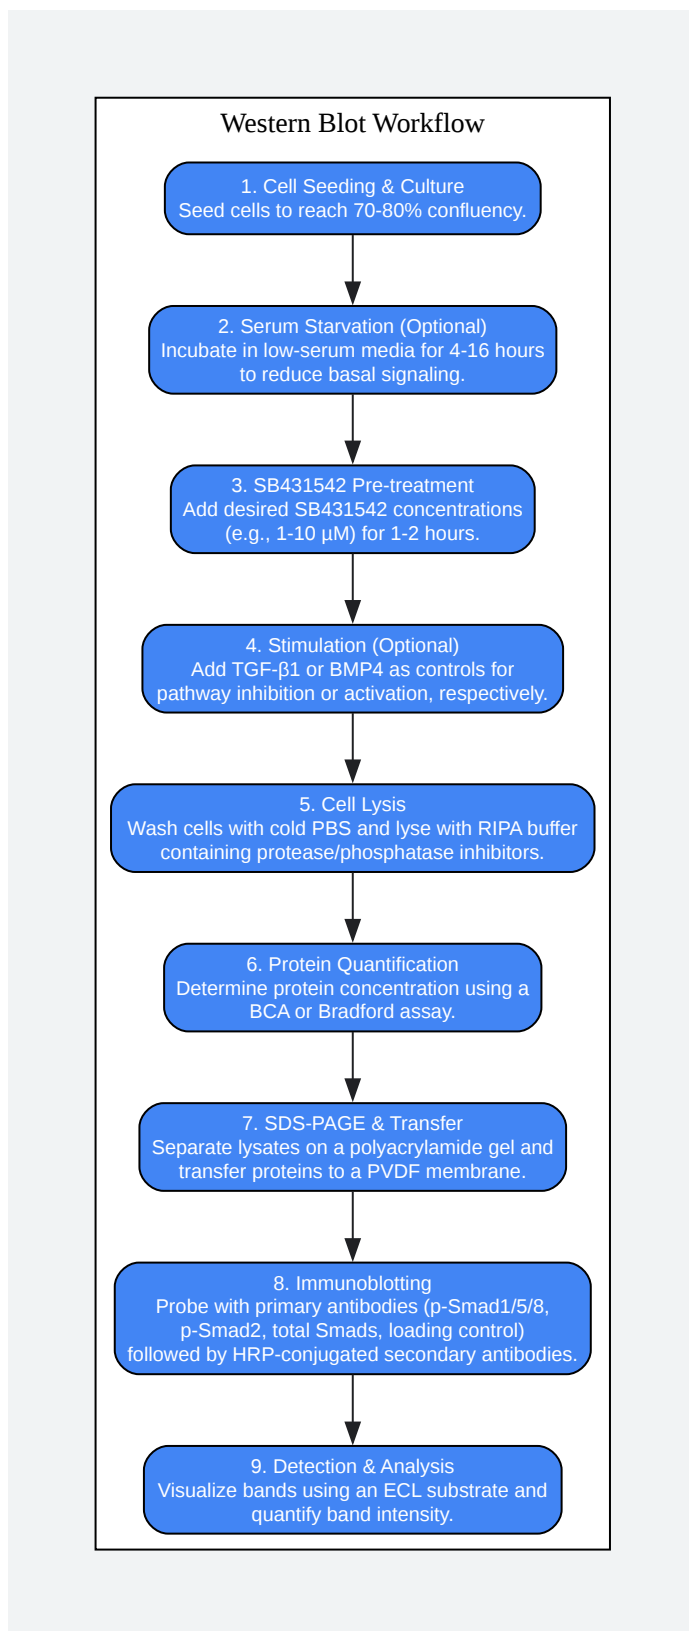 Western Blot Workflow
1. Cell Seeding & Culture
Seed cells to reach 70-80% confluency.
2. Serum Starvation (Optional)
Incubate in low-serum media for 4-16 hours
to reduce basal signaling.
3. SB431542 Pre-treatment
Add desired SB431542 concentrations
(e.g., 1-10 µM) for 1-2 hours.
4. Stimulation (Optional)
Add TGF-β1 or BMP4 as controls for
pathway inhibition or activation, respectively.
5. Cell Lysis
Wash cells with cold PBS and lyse with RIPA buffer
containing protease/phosphatase inhibitors.
6. Protein Quantification
Determine protein concentration using a
BCA or Bradford assay.
7. SDS-PAGE & Transfer
Separate lysates on a polyacrylamide gel and
transfer proteins to a PVDF membrane.
8. Immunoblotting
Probe with primary antibodies (p-Smad1/5/8,
p-Smad2, total Smads, loading control)
followed by HRP-conjugated secondary antibodies.
9. Detection & Analysis
Visualize bands using an ECL substrate and
quantify band intensity.